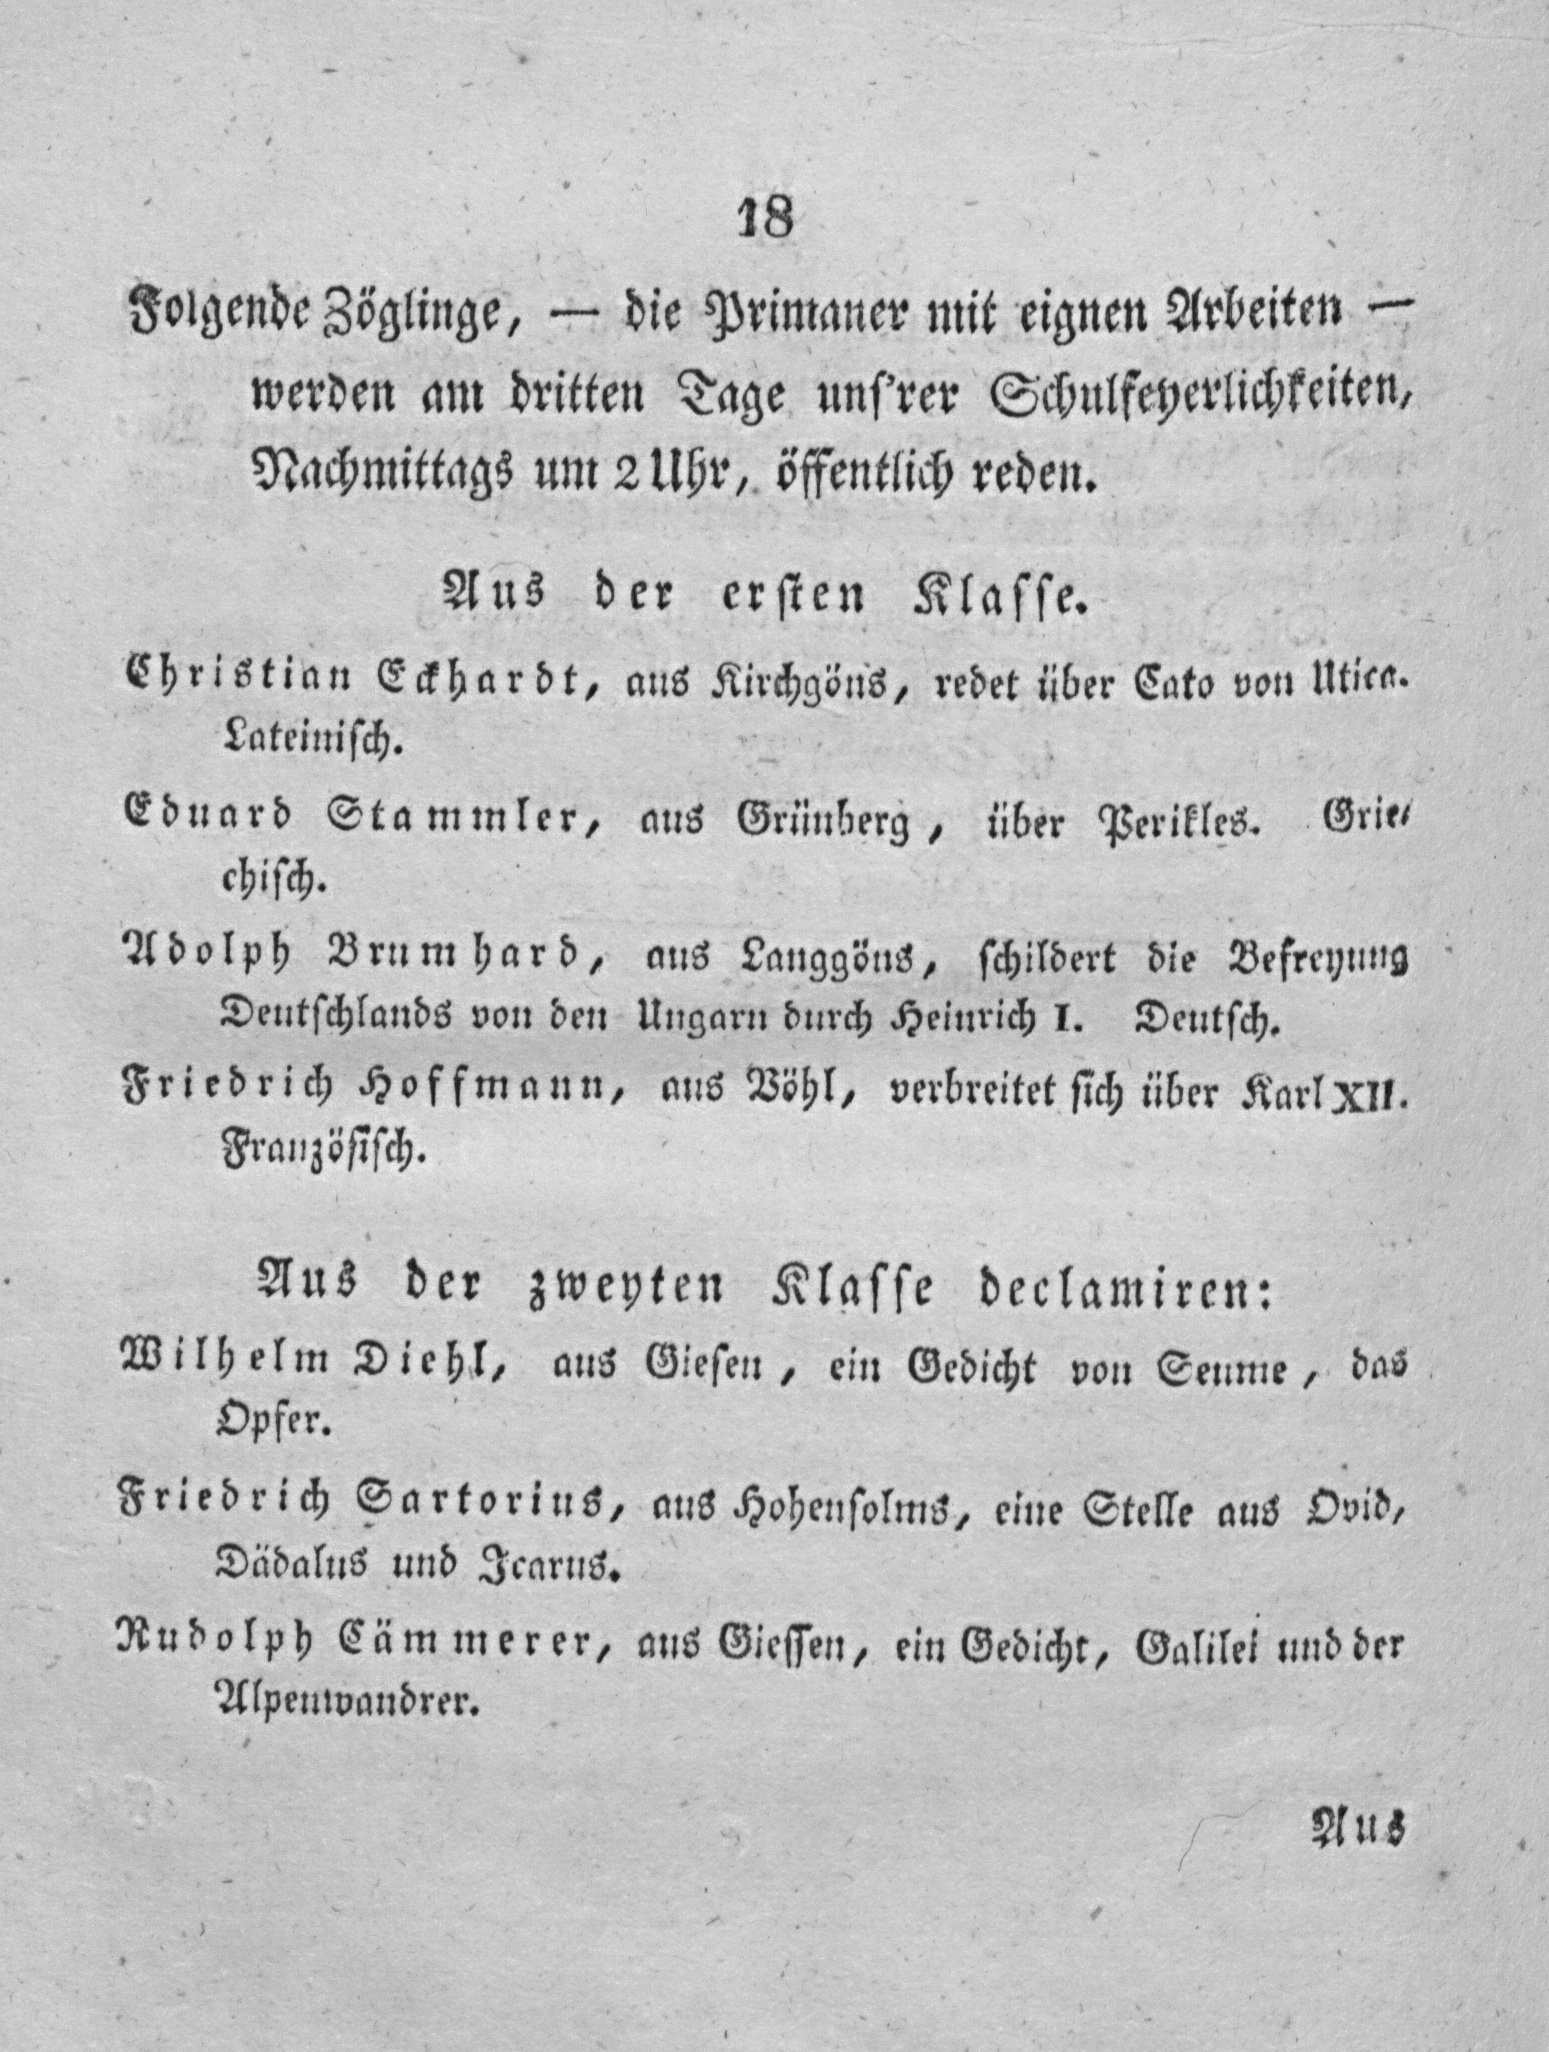 18
Folgende Zöglinge, — die Primaner mit eignen Arbeiten —
werden am dritten Tage unſ'rer Schulfeyerlichkeiten,
Nachmittags um 2 Uhr, öffentlich reden.
Aus der erſten Klaſſe.
Christian Eckhardt, aus Kirchgöns, redet über Cato von Utica.
Lateiniſch.
Eduard Stammler, aus Grünberg, über Perikles. Grie-
chiſch.
Adolph Brumhard, aus Langgöns, ſchildert die Befreyung
Deutſchlands von den Ungarn durch Heinrich I. Deutſch.
Friedrich Hoffmann, aus Vöhl, verbreitet ſich über Karl XII.
Franzöſiſch.
Aus der zweyten Klaſſe declamiren:
Wilhelm Diehl, aus Gieſen, ein Gedicht von Seume, das
Opfer.
Friedrich Sartorius, aus Hohenſolms, eine Stelle aus Ovid,
Dädalus und Icarus.
Rudolph Cämmerer, aus Gieſſen, ein Gedicht, Galilei und der
Alpenwandrer.
Aus